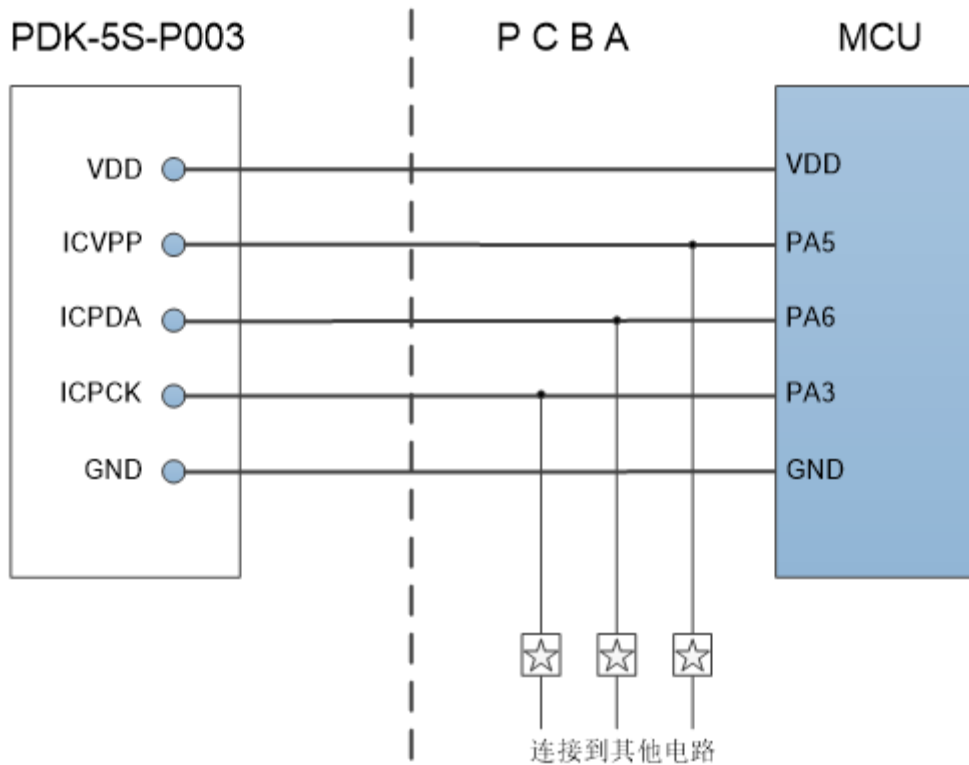 PDK-5S-P003
P C B A
MCU
VDD
VDD
ICVPP
PA5
ICPDA
PA6
ICPCK
PA3
GND
GND
连接到其他电路